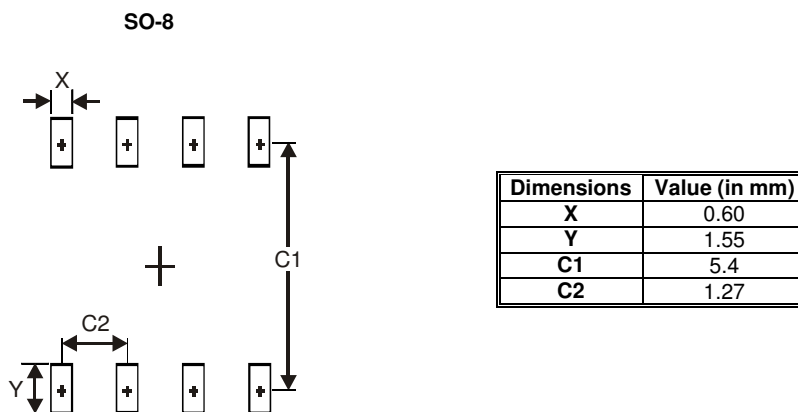 SO-8
X
C1
C2
Y
Dimensions Value (in mm)
X 0.60
Y 1.55
C1 5.4
C2 1.27